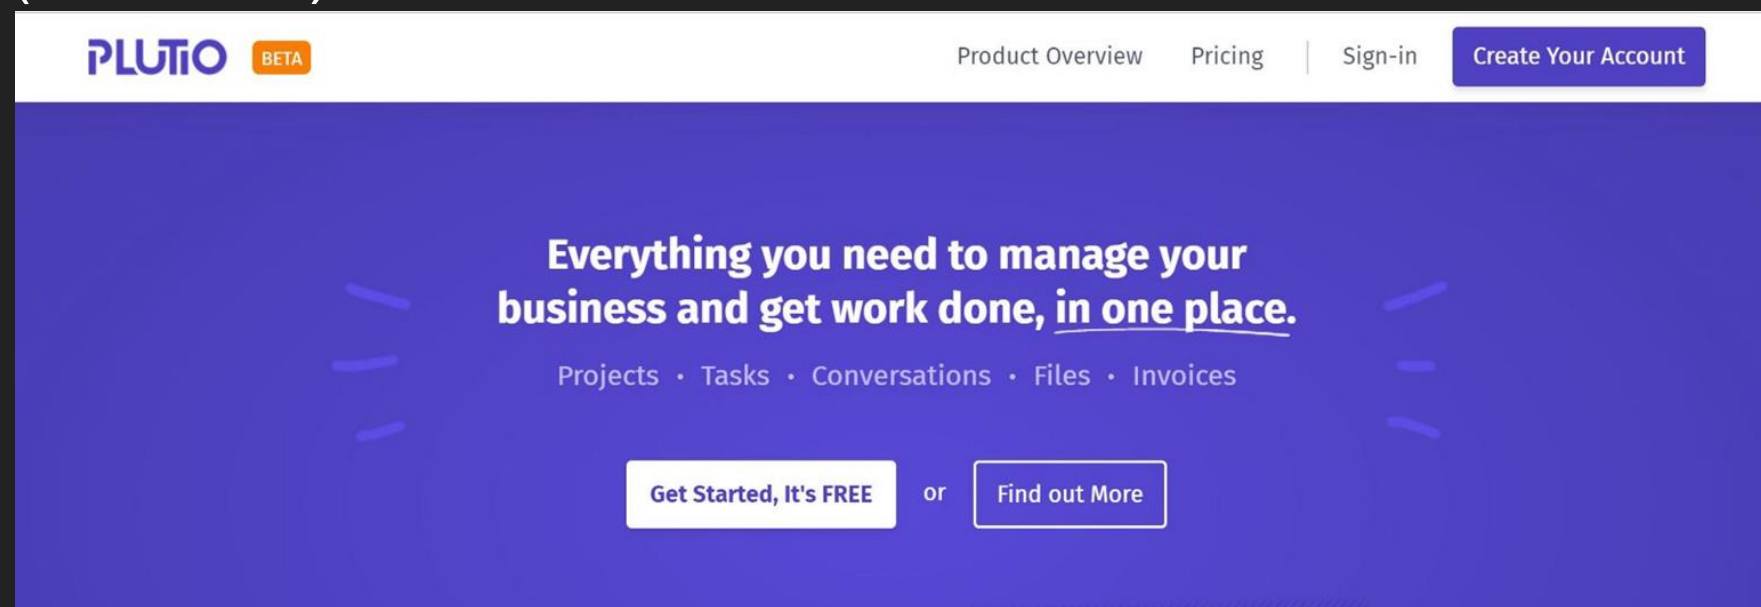 PLUTiO BETA Product Overview Pricing Sign-in Create Your Account
Everything you need to manage your
business and get work done, in one place.
Projects • Tasks • Conversations • Files • Invoices
Get Started, It's FREE or Find out More